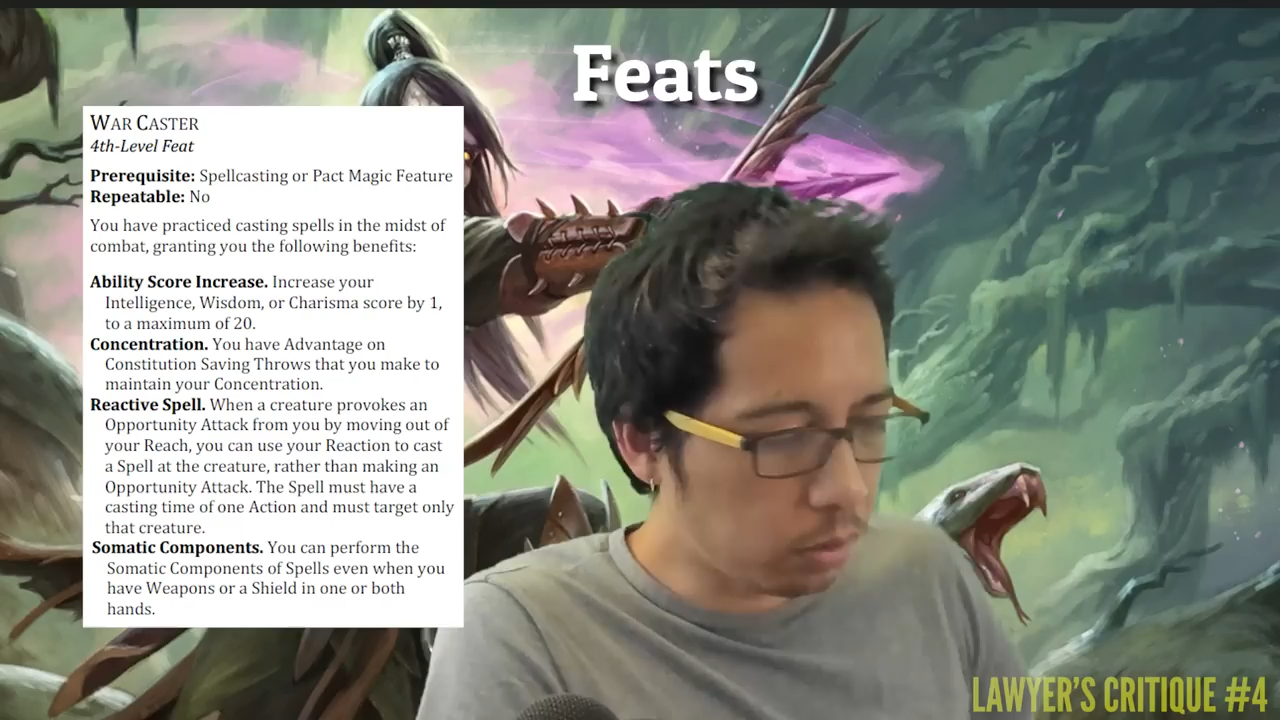 Feats
WAR CASTER
4th-Level Feat
Prerequisite: Spellcasting or Pact Magic Feature
Repeatable: No
You have practiced casting spells in the midst of
combat, granting you the following benefits:
Ability Score Increase. Increase your
Intelligence, Wisdom, or Charisma score by 1,
to a maximum of 20.
Concentration. You have Advantage on
Constitution Saving Throws that you make to
maintain your Concentration.
Reactive Spell. When a creature provokes an
Opportunity Attack from you by moving out of
your Reach, you can use your Reaction to cast
a Spell at the creature, rather than making an
Opportunity Attack. The Spell must have a
casting time of one Action and must target only
that creature.
Somatic Components. You can perform the
Somatic Components of Spells even when you
have Weapons or a Shield in one or both
hands.
LAWYER'S CRITIQUE #4